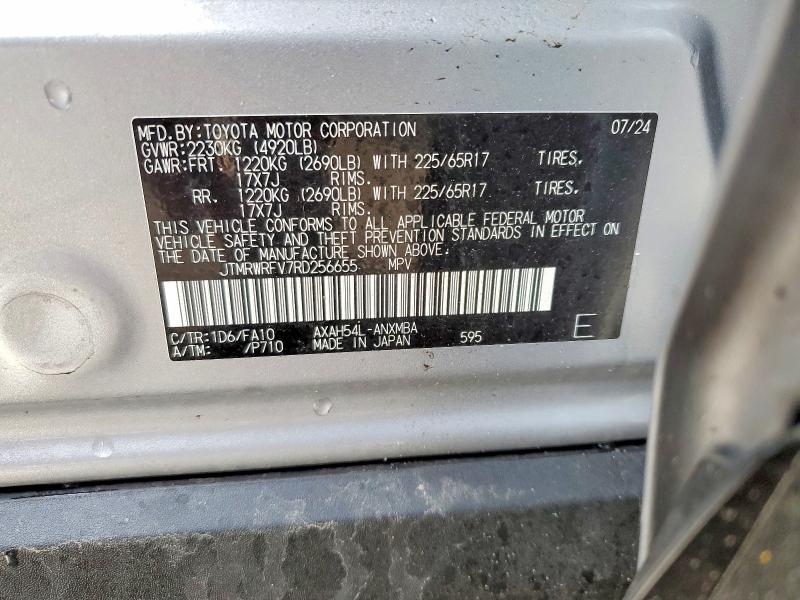 MFD.BY:TOYOTA MOTOR CORPORATION 07/24
GVWR:2230KG (4920LB)
GAWR:FRT. 1220KG (2690LB) WITH 225/65R17 TIRES,
17X7J RIMS.
RR. 1220KG (2690LB) WITH 225/65R17 TIRES,
17X7J RIMS.
THIS VEHICLE CONFORMS TO ALL APPLICABLE FEDERAL MOTOR
VEHICLE SAFETY AND THEFT PREVENTION STANDARDS IN EFFECT ON
THE DATE OF MANUFACTURE SHOWN ABOVE.
JTMRWRFV7RD256655 MPV
C/TR:1D6/FA10 AXAH54L-ANXMBA 595 E
A/TM: /P710 MADE IN JAPAN